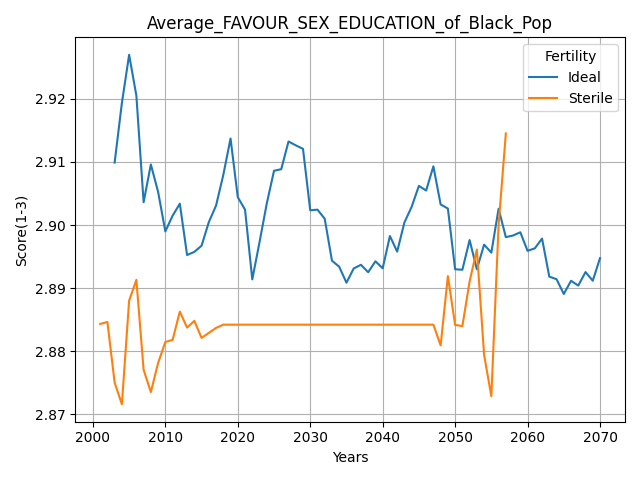 Average_FAVOUR_SEX_EDUCATION_of_Black_Pop
Fertility
Ideal
Sterile
Score(1-3)
2.92
2.91
2.90
2.89
2.88
2.87
2000 2010 2020 2030 2040 2050 2060 2070
Years